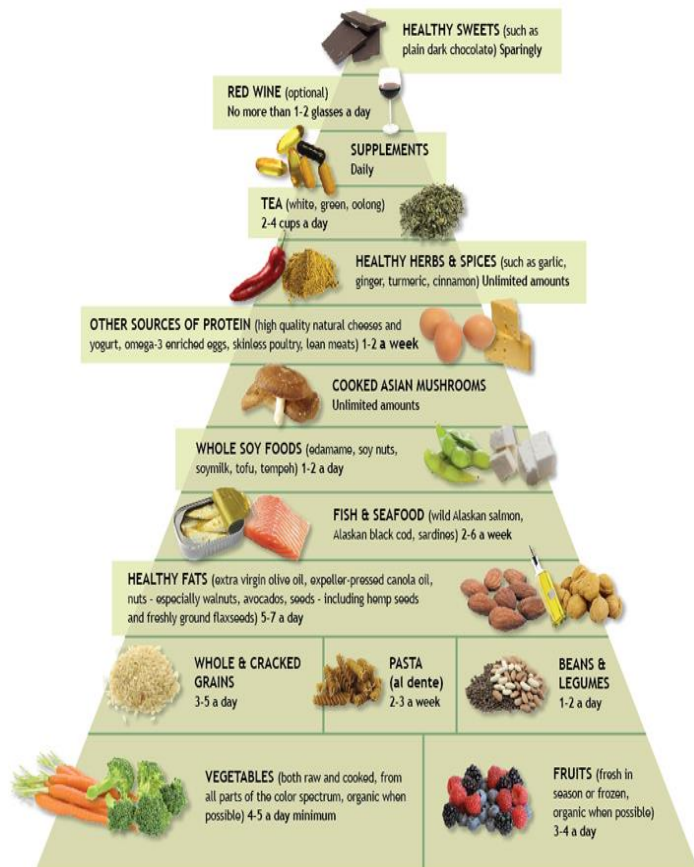 HEALTHY SWEETS (such as
plain dark chocolate) Sparingly
RED WINE (optional)
No more than 1-2 glasses a day
SUPPLEMENTS
Daily
TEA (white, green, oolong)
2-4 cups a day
HEALTHY HERBS & SPICES (such as garlic,
ginger, turmeric, cinnamon) Unlimited amounts
OTHER SOURCES OF PROTEIN (high quality natural cheeses and
yogurt, omega-3 enriched eggs, skinless poultry, lean meats) 1-2 a week
COOKED ASIAN MUSHROOMS
Unlimited amounts
WHOLE SOY FOODS (edamame, soy nuts,
soymilk, tofu, tempeh) 1-2 a day
FISH & SEAFOOD (wild Alaskan salmon,
Alaskan black cod, sardines) 2-6 a week
HEALTHY FATS (extra virgin olive oil, expeller-pressed canola oil,
nuts - especially walnuts, avocados, seeds - including hemp seeds
and freshly ground flaxseeds) 5-7 a day
WHOLE & CRACKED
GRAINS
3-5 a day
PASTA
(al dente)
2-3 a week
BEANS &
LEGUMES
1-2 a day
VEGETABLES (both raw and cooked, from
all parts of the color spectrum, organic when
possible) 4-5 a day minimum
FRUITS (fresh in
season or frozen,
organic when possible)
3-4 a day